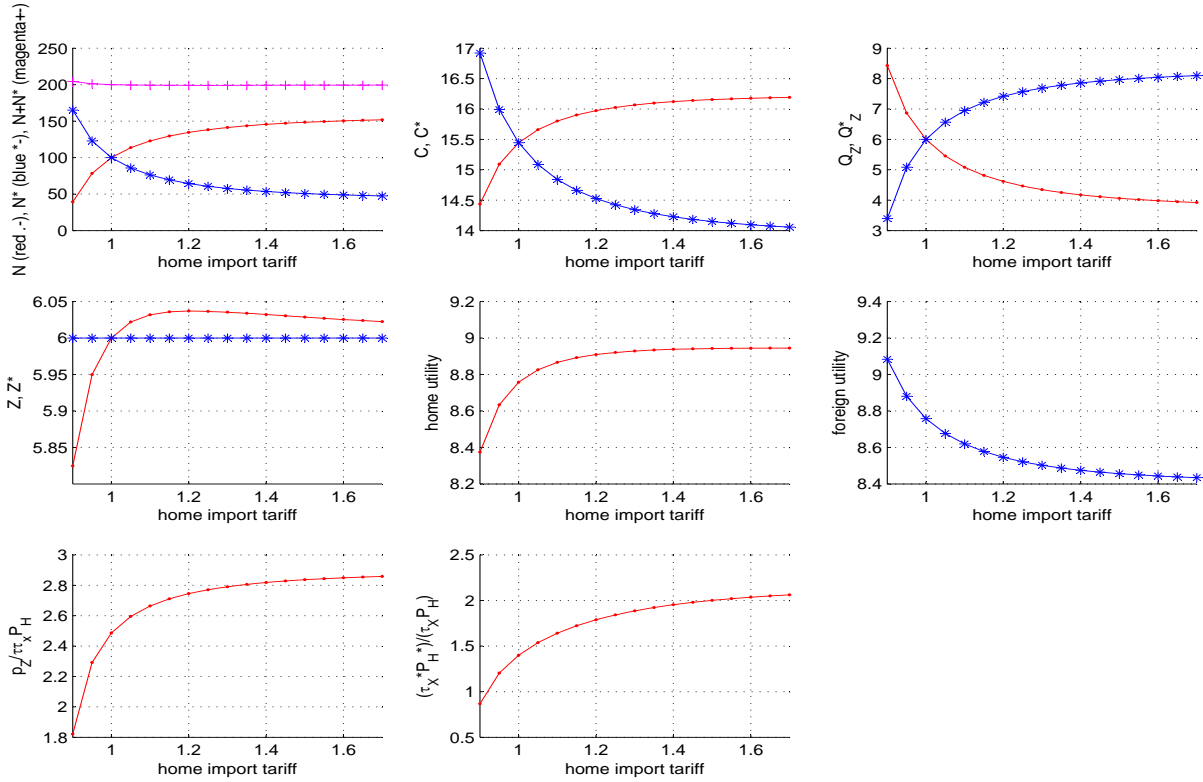 N (red .-), N* (blue *-), N+N* (magenta+-)
250
200
150
100
50
0
1 1.2 1.4 1.6
home import tariff
C, C*
17
16.5
16
15.5
15
14.5
14
1 1.2 1.4 1.6
home import tariff
Q_Z, Q*_Z
9
8
7
6
5
4
3
1 1.2 1.4 1.6
home import tariff
Z, Z*
6.05
6
5.95
5.9
5.85
1 1.2 1.4 1.6
home import tariff
home utility
9.2
9
8.8
8.6
8.4
8.2
1 1.2 1.4 1.6
home import tariff
foreign utility
9.4
9.2
9
8.8
8.6
8.4
1 1.2 1.4 1.6
home import tariff
p_Z/ττ_x P_H
3
2.8
2.6
2.4
2.2
2
1.8
1 1.2 1.4 1.6
home import tariff
(τ_X*P_H*)/(τ_X P_H)
2.5
2
1.5
1
0.5
1 1.2 1.4 1.6
home import tariff